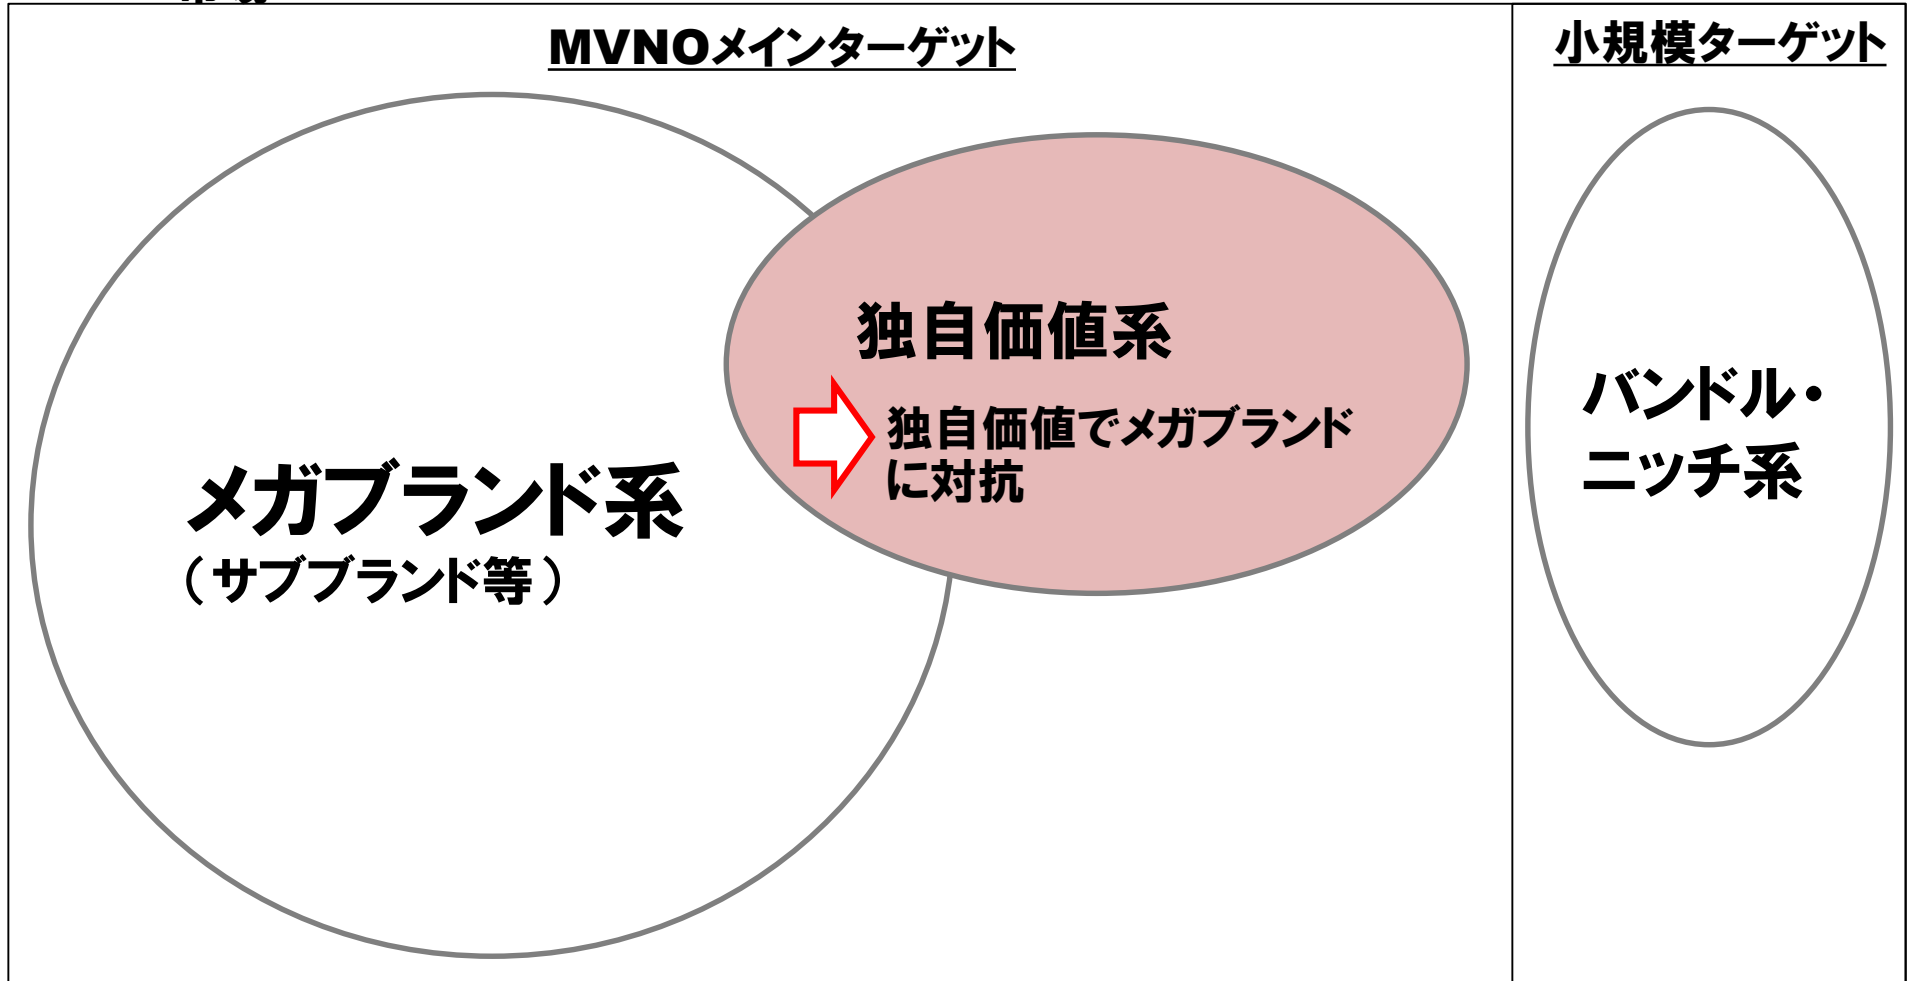 MVNOメインターゲット
小規模ターゲット
独自価値系
独自価値でメガブランド
に対抗
メガブランド系
（サブブランド等）
バンドル・
ニッチ系